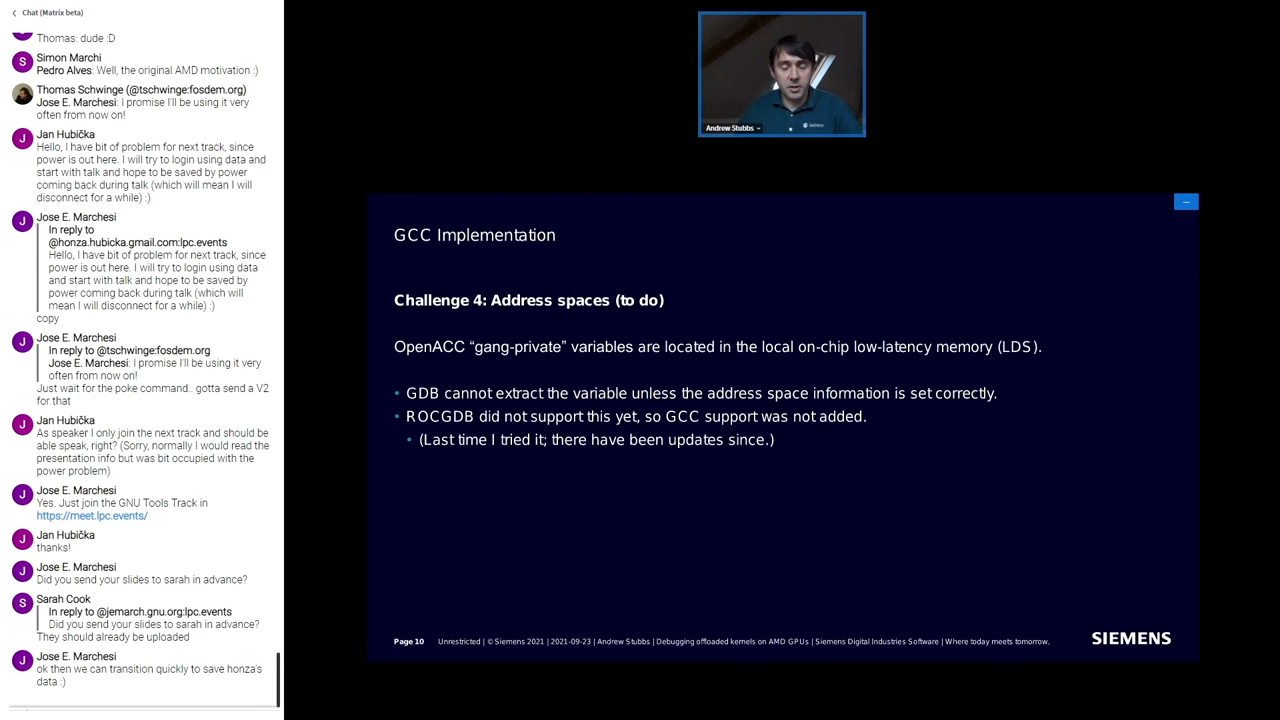 Chat (Matrix beta)
Thomas: dude :D
Simon Marchi
Pedro Alves: Well, the original AMD motivation :)
Thomas Schwinge (@tschwinge:fosdem.org)
Jose E. Marchesi: I promise I'll be using it very
often from now on!
J
Jan Hubička
Hello, I have bit of problem for next track, since
power is out here. I will try to login using data and
start with talk and hope to be saved by power
coming back during talk (which will mean I will
disconnect for a while) :)
J
Jose E. Marchesi
In reply to
@honza.hubicka.gmail.com:lpc.events
Hello, I have bit of problem for next track, since
power is out here. I will try to login using data
and start with talk and hope to be saved by
power coming back during talk (which will
mean I will disconnect for a while) :)
copy
J
Jose E. Marchesi
In reply to @tschwinge:fosdem.org
Jose E. Marchesi: I promise I'll be using it very
often from now on!
Just wait for the poke command.. gotta send a V2
for that
J
Jan Hubička
As speaker I only join the next track and should be
able speak, right? (Sorry, normally I would read the
presentation info but was bit occupied with the
power problem)
J
Jose E. Marchesi
Yes. Just join the GNU Tools Track in
https://meet.lpc.events/
J
Jan Hubička
thanks!
J
Jose E. Marchesi
Did you send your slides to sarah in advance?
S
Sarah Cook
In reply to @jemarch:gnu.org:lpc.events
Did you send your slides to sarah in advance?
They should already be uploaded
J
Jose E. Marchesi
ok then we can transition quickly to save honza's
data :)
Andrew Stubbs
GCC Implementation
Challenge 4: Address spaces (to do)
OpenACC “gang-private” variables are located in the local on-chip low-latency memory (LDS).
• GDB cannot extract the variable unless the address space information is set correctly.
• ROCGDB did not support this yet, so GCC support was not added.
• (Last time I tried it; there have been updates since.)
Page 10 Unrestricted | © Siemens 2021 | 2021-09-23 | Andrew Stubbs | Debugging offloaded kernels on AMD GPUs | Siemens Digital Industries Software | Where today meets tomorrow.
SIEMENS